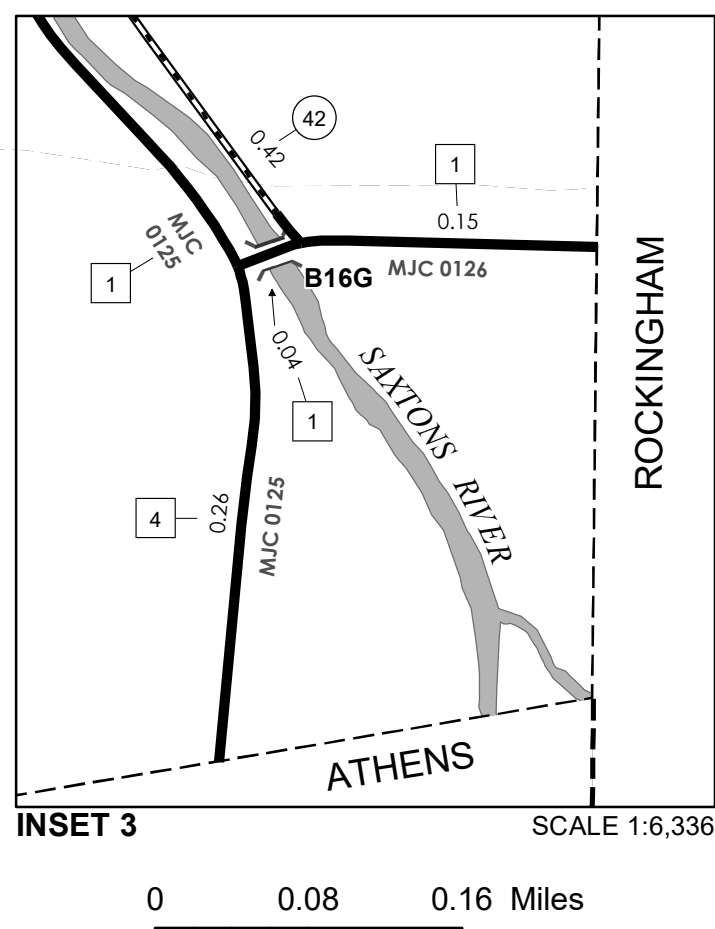 42
0.42
1
0.15
MJC
0125
1
MJC 0126
B16G
0.04
1
ROCKINGHAM
SAXTONS RIVER
4
0.26
MJC 0125
ATHENS
INSET 3
SCALE 1:6,336
0 0.08 0.16 Miles